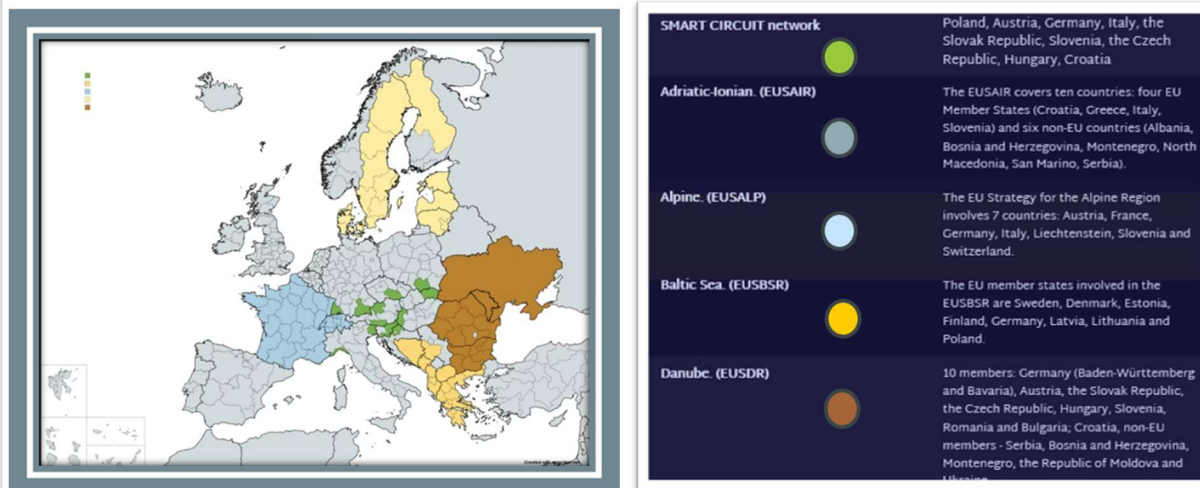 SMART CIRCUIT network
Poland, Austria, Germany, Italy, the
Slovak Republic, Slovenia, the Czech
Republic, Hungary, Croatia
Adriatic-Ionian. (EUSAIR)
The EUSAIR covers ten countries: four EU
Member States (Croatia, Greece, Italy,
Slovenia) and six non-EU countries (Albania,
Bosnia and Herzegovina, Montenegro, North
Macedonia, San Marino, Serbia).
Alpine. (EUSALP)
The EU Strategy for the Alpine Region
involves 7 countries: Austria, France,
Germany, Italy, Liechtenstein, Slovenia and
Switzerland.
Baltic Sea. (EUSBSR)
The EU member states involved in the
EUSBSR are Sweden, Denmark, Estonia,
Finland, Germany, Latvia, Lithuania and
Poland.
Danube. (EUSDR)
10 members: Germany (Baden-Württemberg
and Bavaria), Austria, the Slovak Republic,
the Czech Republic, Hungary, Slovenia,
Romania and Bulgaria; Croatia, non-EU
members - Serbia, Bosnia and Herzegovina,
Montenegro, the Republic of Moldova and
Ukraine